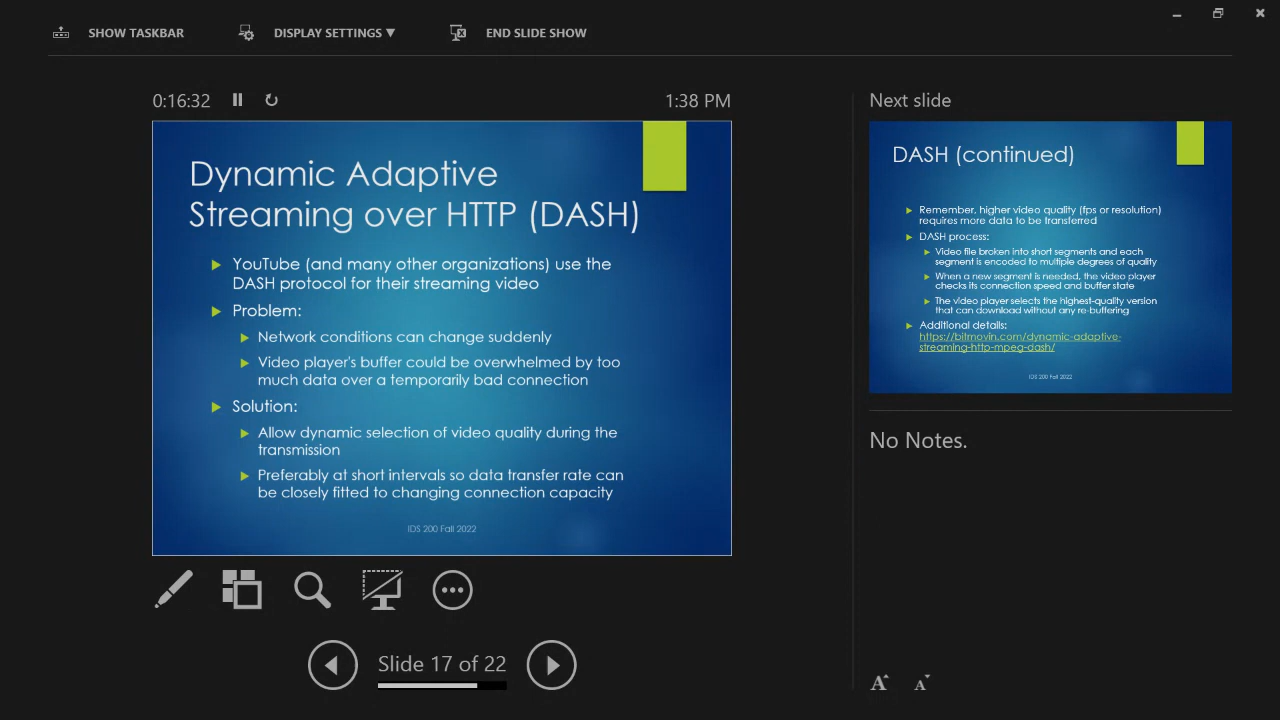 SHOW TASKBAR
DISPLAY SETTINGS ▼
END SLIDE SHOW
0:16:32
1:38 PM
Dynamic Adaptive
Streaming over HTTP (DASH)
YouTube (and many other organizations) use the
DASH protocol for their streaming video
Problem:
Network conditions can change suddenly
Video player's buffer could be overwhelmed by too
much data over a temporarily bad connection
Solution:
Allow dynamic selection of video quality during the
transmission
Preferably at short intervals so data transfer rate can
be closely fitted to changing connection capacity
IDS 200 Fall 2022
Slide 17 of 22
Next slide
DASH (continued)
Remember, higher video quality (fps or resolution)
requires more data to be transferred
DASH process:
Video file broken into short segments and each
segment is encoded to multiple degrees of quality
When a new segment is needed, the video player
checks its connection speed and buffer state
The video player selects the highest-quality version
that can download without any re-buffering
Additional details:
https://bitmovin.com/dynamic-adaptive-
streaming-http-mpeg-dash/
IDS 200 Fall 2022
No Notes.
A A